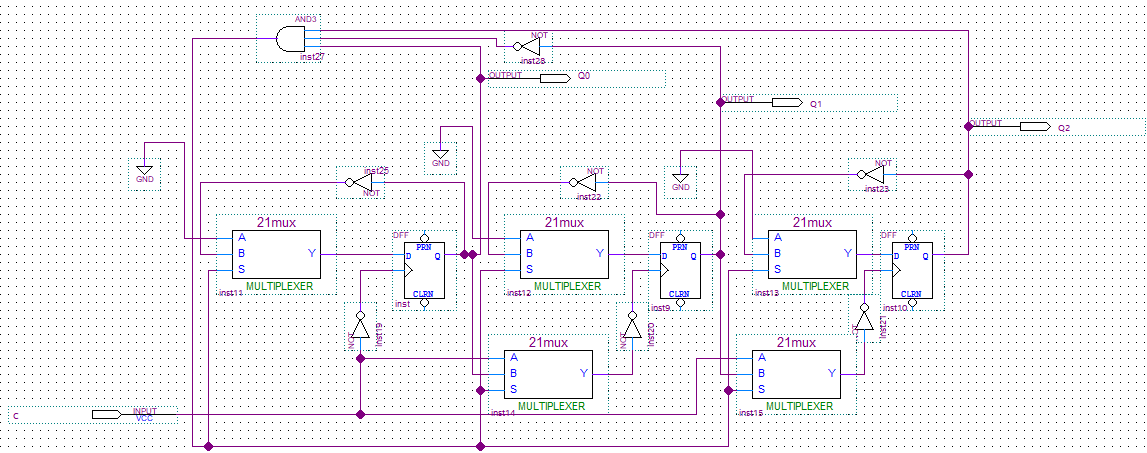 AND3
inst27
NOT
inst28
OUTPUT
Q0
OUTPUT
Q1
OUTPUT
Q2
GND
GND
GND
inst25
NOT
NOT
inst22
NOT
inst23
21mux
A
B
S
Y
MULTIPLEXER
inst11
DFF
PRN
D
Q
CLRN
inst
21mux
A
B
S
Y
MULTIPLEXER
inst12
DFF
PRN
D
Q
CLRN
inst9
21mux
A
B
S
Y
MULTIPLEXER
inst13
DFF
PRN
D
Q
CLRN
inst10
NOT
inst19
NOT
inst20
inst21
21mux
A
B
S
Y
MULTIPLEXER
inst14
21mux
A
B
S
Y
MULTIPLEXER
inst15
c
INPUT
VCC